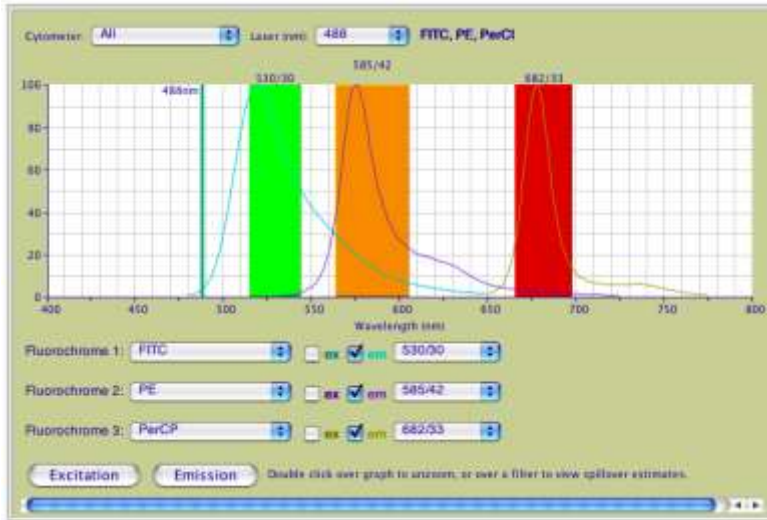 Cytometer: All Laser (nm): 488 FITC, PE, PerCl
585/42
530/30 682/33
488nm
100
80
60
40
20
0
400 450 500 550 600 650 700 750 800
Wavelength (nm)
Fluorochrome 1: FITC ex em 530/30
Fluorochrome 2: PE ex em 585/42
Fluorochrome 3: PerCP ex em 682/33
Excitation Emission Double click over graph to unzoom, or over a filter to view spillover estimates.